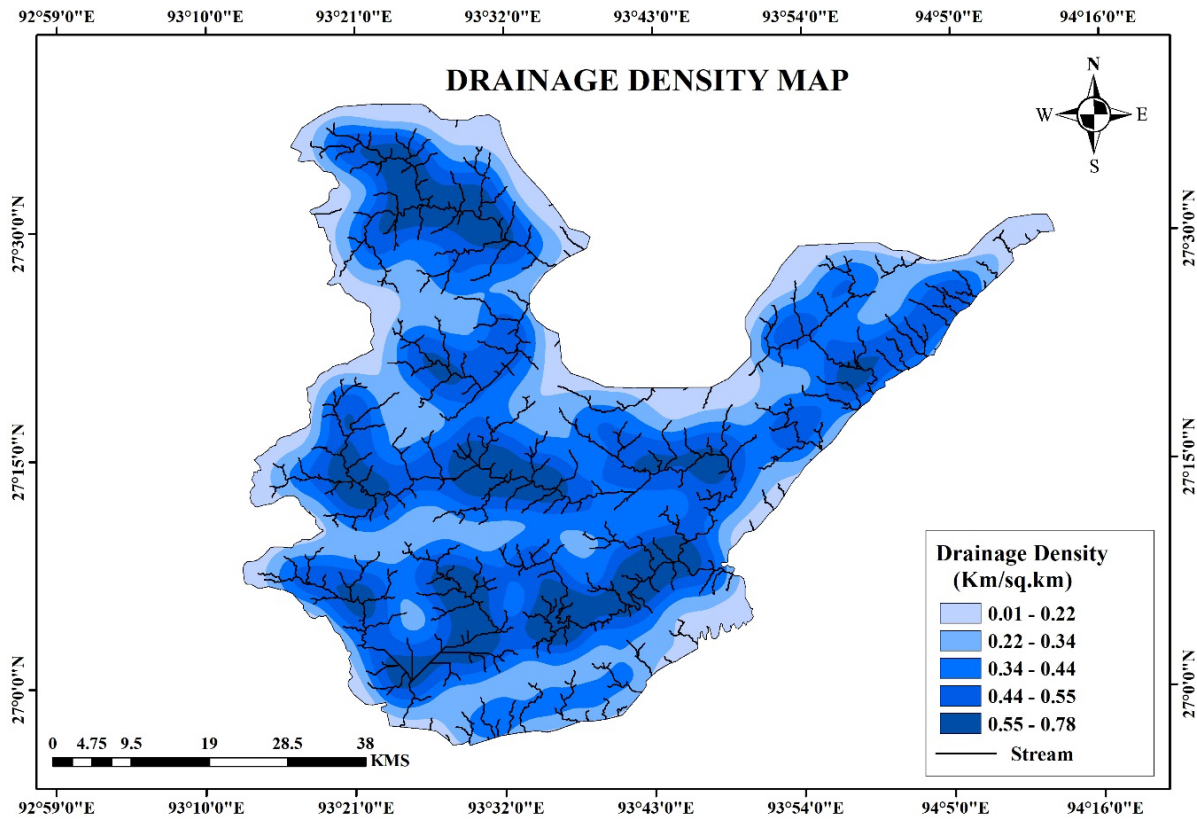 92°59'0"E 93°10'0"E 93°21'0"E 93°32'0"E 93°43'0"E 93°54'0"E 94°5'0"E 94°16'0"E
DRAINAGE DENSITY MAP
N
W E
S
27°30'0"N 27°30'0"N
27°15'0"N 27°15'0"N
27°0'0"N 27°0'0"N
Drainage Density
(Km/sq.km)
0.01 - 0.22
0.22 - 0.34
0.34 - 0.44
0.44 - 0.55
0.55 - 0.78
Stream
0 4.75 9.5 19 28.5 38
KMS
92°59'0"E 93°10'0"E 93°21'0"E 93°32'0"E 93°43'0"E 93°54'0"E 94°5'0"E 94°16'0"E